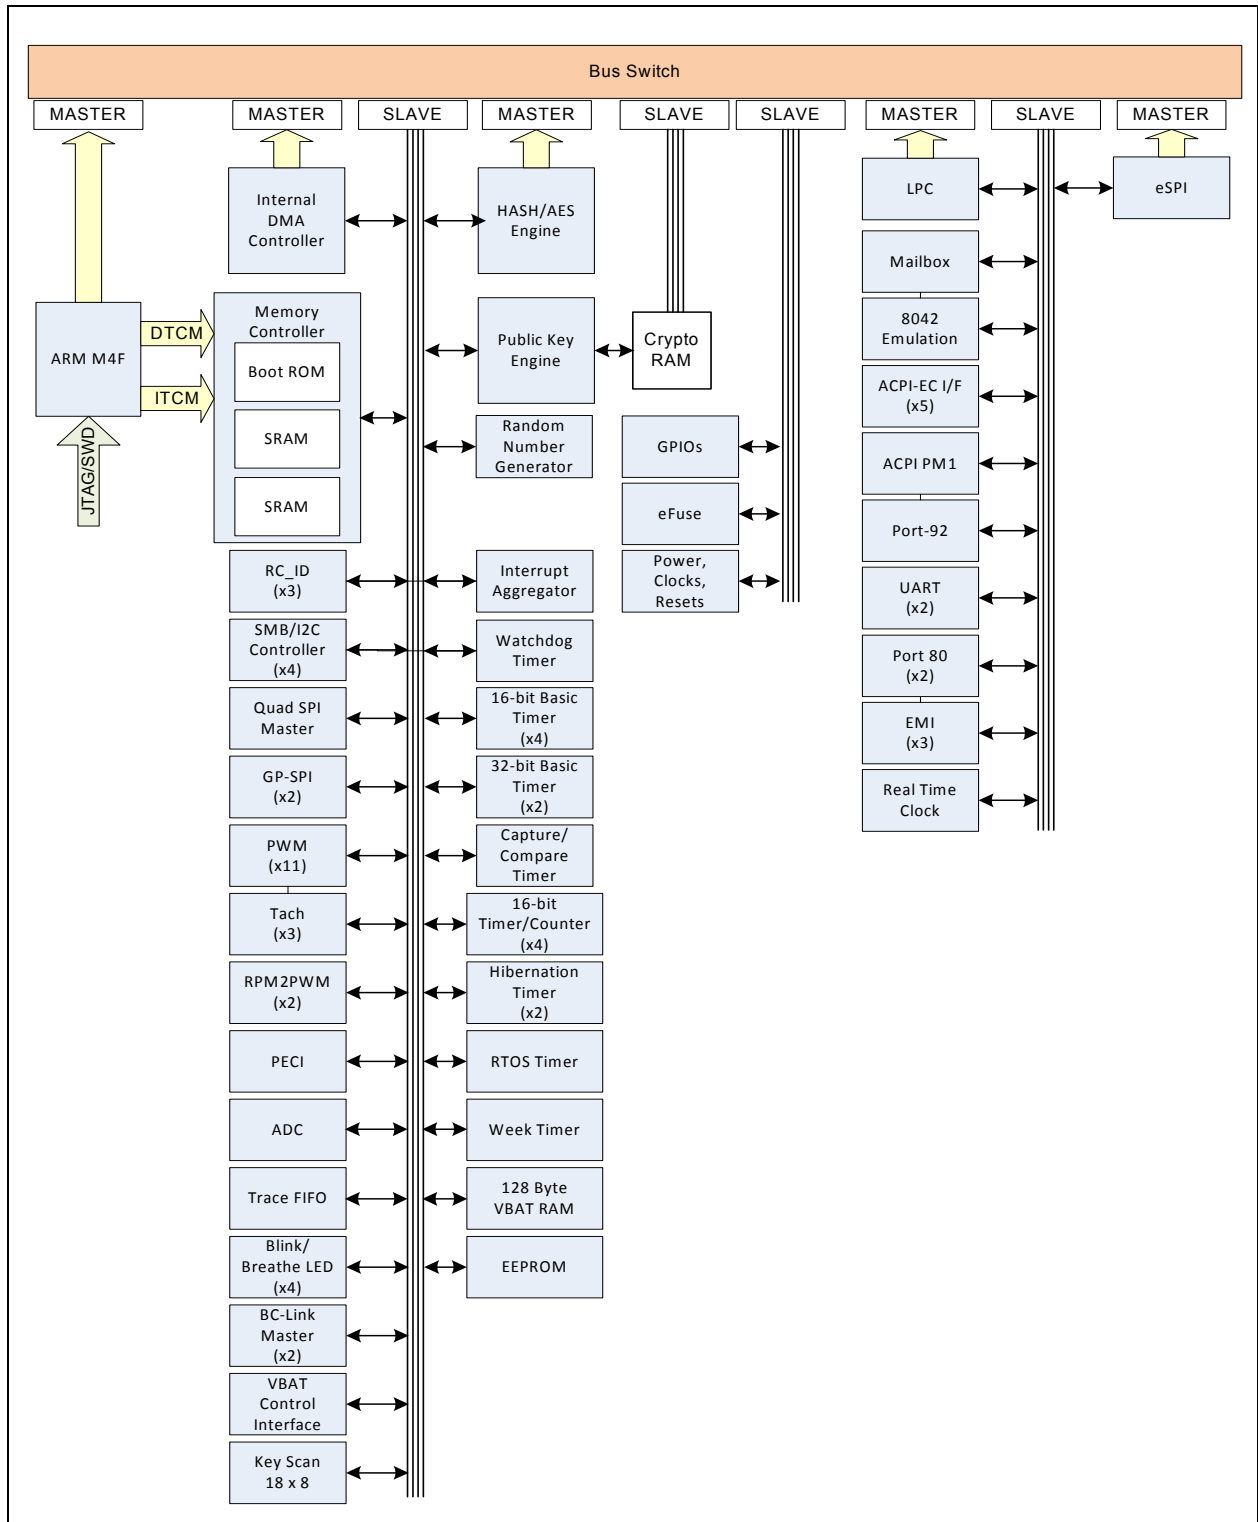 Bus Switch
MASTER
MASTER
SLAVE
MASTER
SLAVE
SLAVE
MASTER
SLAVE
MASTER
ARM M4F
JTAG/SWD
DTCM
ITCM
Internal
DMA
Controller
Memory
Controller
Boot ROM
SRAM
SRAM
RC_ID
(x3)
SMB/I2C
Controller
(x4)
Quad SPI
Master
GP-SPI
(x2)
PWM
(x11)
Tach
(x3)
RPM2PWM
(x2)
PECI
ADC
Trace FIFO
Blink/
Breathe LED
(x4)
BC-Link
Master
(x2)
VBAT
Control
Interface
Key Scan
18 x 8
HASH/AES
Engine
Public Key
Engine
Random
Number
Generator
Interrupt
Aggregator
Watchdog
Timer
16-bit Basic
Timer
(x4)
32-bit Basic
Timer
(x2)
Capture/
Compare
Timer
16-bit
Timer/Counter
(x4)
Hibernation
Timer
(x2)
RTOS Timer
Week Timer
128 Byte
VBAT RAM
EEPROM
Crypto
RAM
GPIOs
eFuse
Power,
Clocks,
Resets
LPC
Mailbox
8042
Emulation
ACPI-EC I/F
(x5)
ACPI PM1
Port-92
UART
(x2)
Port 80
(x2)
EMI
(x3)
Real Time
Clock
eSPI